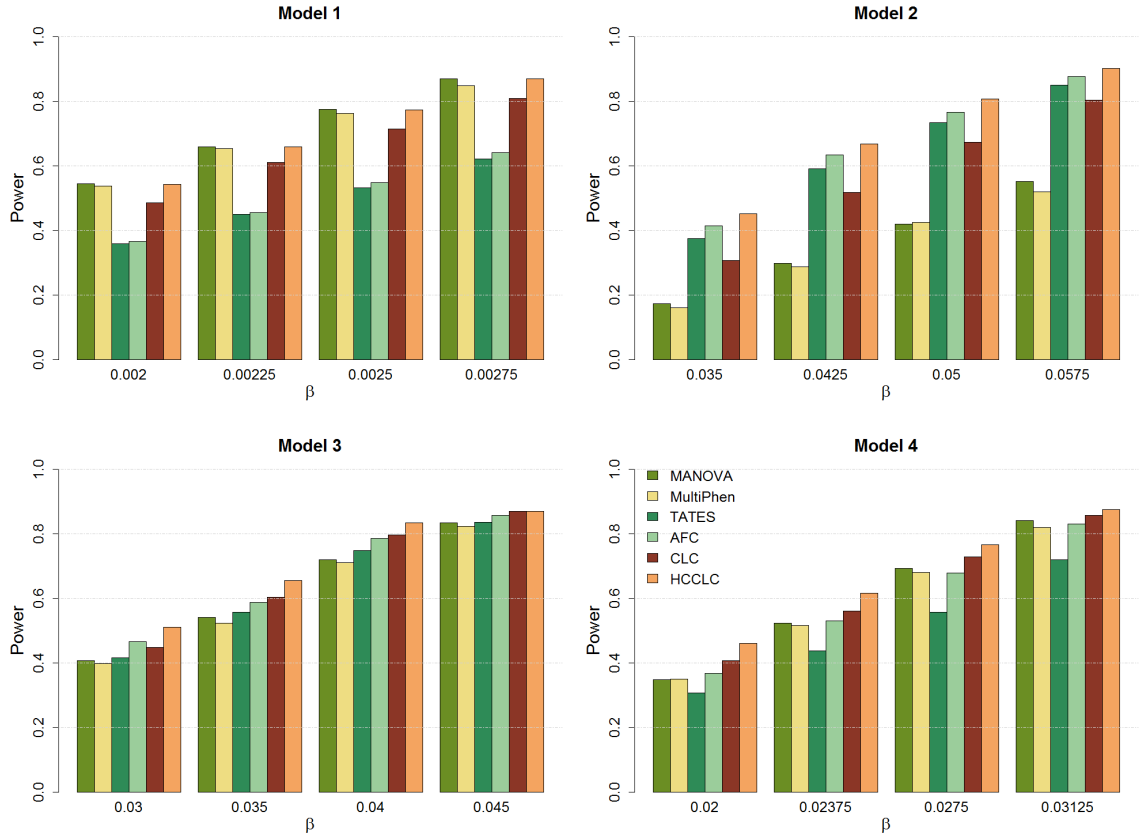 Model 1
Power
0.0
0.2
0.4
0.6
0.8
1.0
0.002
0.00225
0.0025
0.00275
β
Model 2
Power
0.0
0.2
0.4
0.6
0.8
1.0
0.035
0.0425
0.05
0.0575
β
Model 3
Power
0.0
0.2
0.4
0.6
0.8
1.0
0.03
0.035
0.04
0.045
β
Model 4
Power
0.0
0.2
0.4
0.6
0.8
1.0
MANOVA
MultiPhen
TATES
AFC
CLC
HCCLC
0.02
0.02375
0.0275
0.03125
β